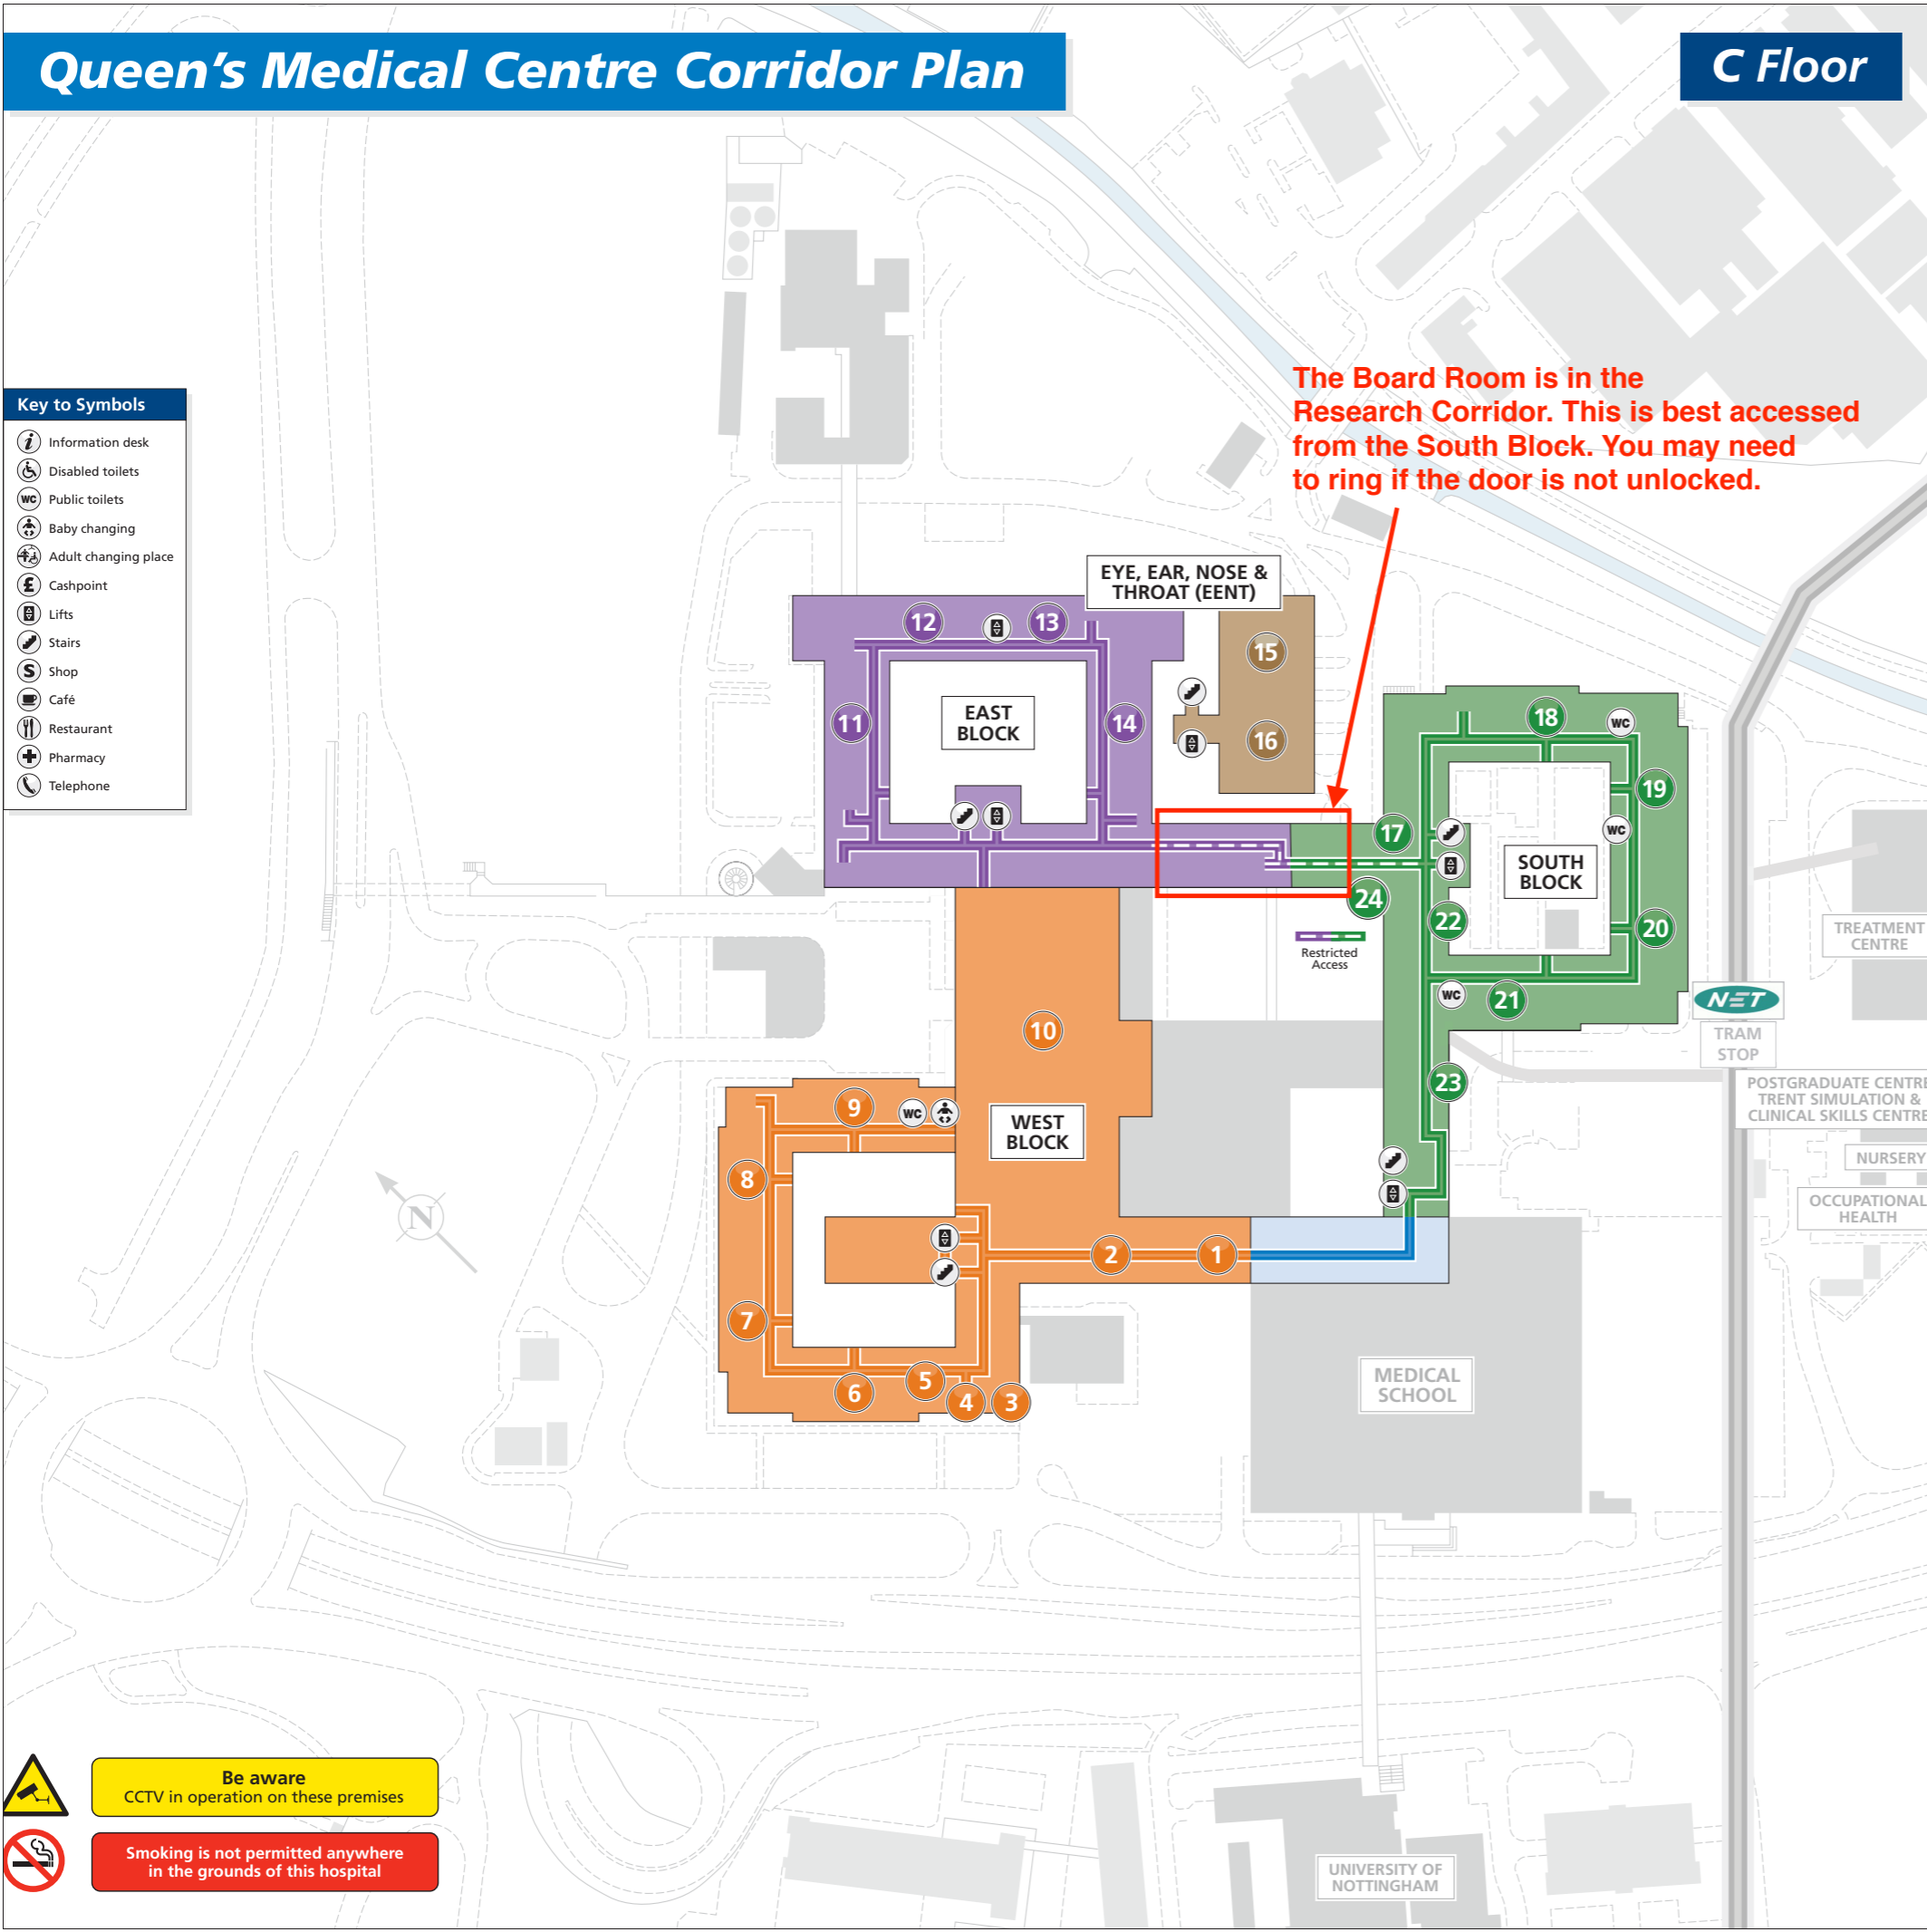 Queen's Medical Centre Corridor Plan
C Floor
The Board Room is in the
Research Corridor. This is best accessed
from the South Block. You may need
to ring if the door is not unlocked.
Key to Symbols
i Information desk
Disabled toilets
WC Public toilets
Baby changing
Adult changing place
£ Cashpoint
Lifts
Stairs
S Shop
Café
Restaurant
Pharmacy
Telephone
EYE, EAR, NOSE &
THROAT (EENT)
12
13
15
11
EAST
BLOCK
14
16
18
WC
19
17
WC
SOUTH
BLOCK
24
22
20
Restricted
Access
WC
21
TREATMENT
CENTRE
NET
TRAM
STOP
10
23
POSTGRADUATE CENTRE
TRENT SIMULATION &
CLINICAL SKILLS CENTRE
9
WC
WEST
BLOCK
NURSERY
8
OCCUPATIONAL
HEALTH
N
2
1
7
6
5
4
3
MEDICAL
SCHOOL
Be aware
CCTV in operation on these premises
Smoking is not permitted anywhere
in the grounds of this hospital
UNIVERSITY OF
NOTTINGHAM